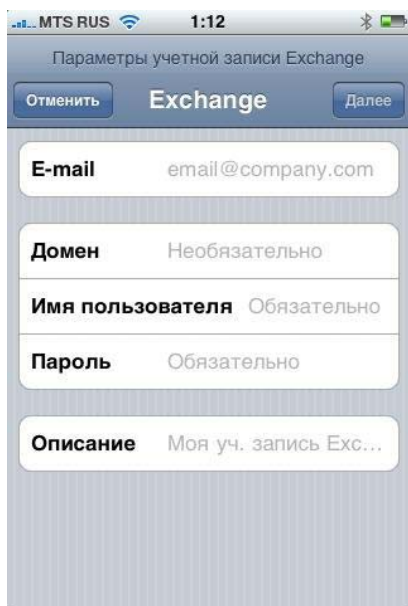 MTS RUS 1:12
Параметры учетной записи Exchange
Отменить Exchange Далее
E-mail email@company.com
Домен Необязательно
Имя пользователя Обязательно
Пароль Обязательно
Описание Моя уч. запись Exc...